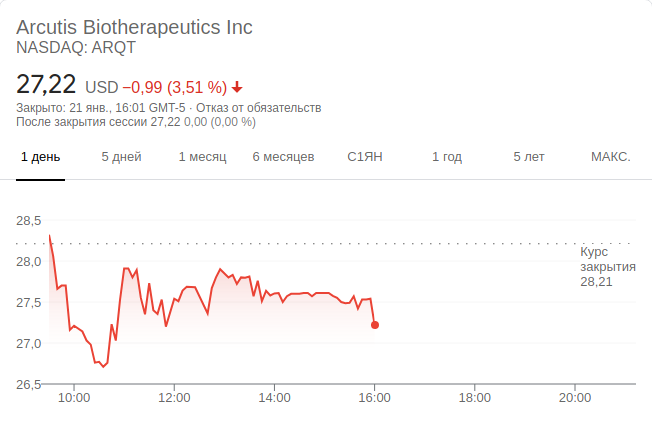 Arcutis Biotherapeutics Inc
NASDAQ: ARQT
27,22 USD −0,99 (3,51 %)
Закрыто: 21 янв., 16:01 GMT-5 · Отказ от обязательств
После закрытия сессии 27,22 0,00 (0,00 %)
1 день 5 дней 1 месяц 6 месяцев С1ЯН 1 год 5 лет МАКС.
28,5
28,0
27,5
27,0
26,5
Курс
закрытия
28,21
10:00 12:00 14:00 16:00 18:00 20:00